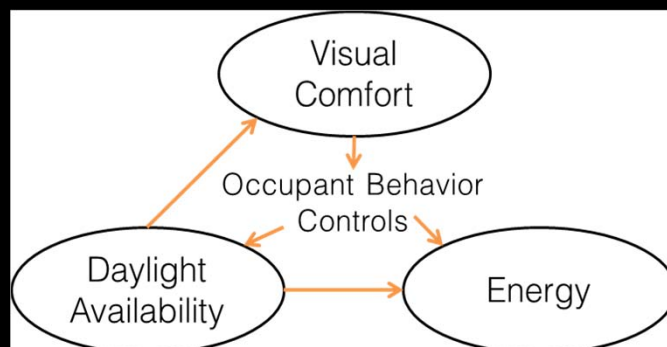 Visual
Comfort
Occupant Behavior
Controls
Daylight
Availability
Energy